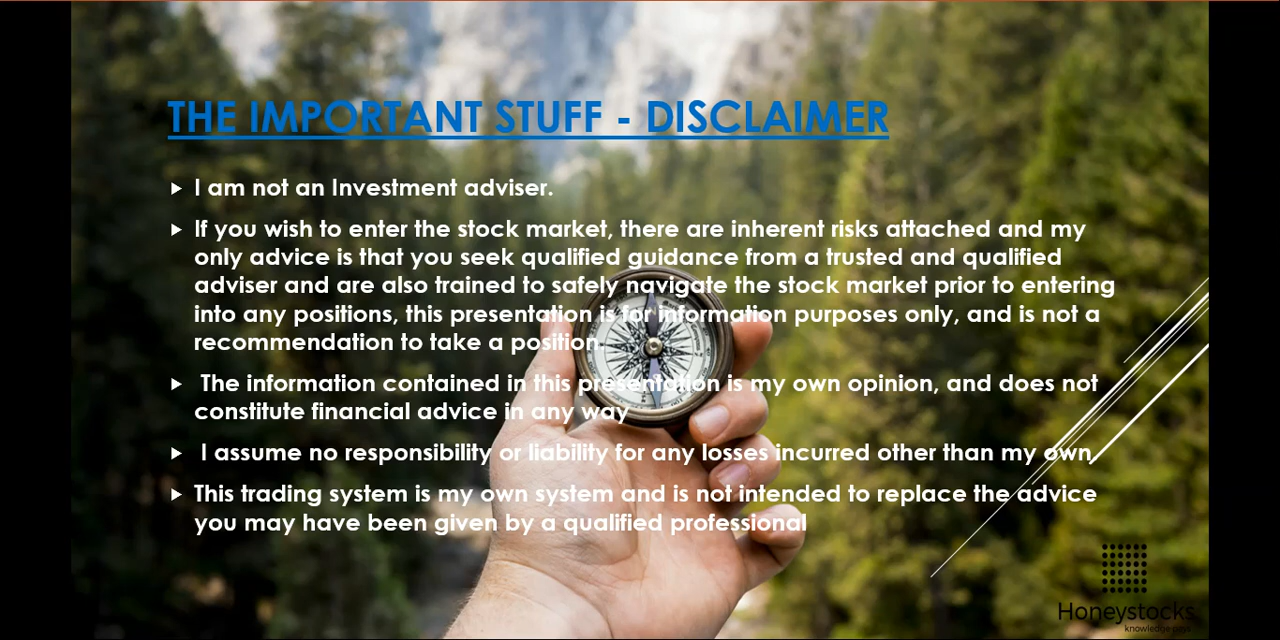 THE IMPORTANT STUFF - DISCLAIMER
I am not an Investment adviser.
If you wish to enter the stock market, there are inherent risks attached and my
only advice is that you seek qualified guidance from a trusted and qualified
adviser and are also trained to safely navigate the stock market prior to entering
into any positions, this presentation is for information purposes only, and is not a
recommendation to take a position.
The information contained in this presentation is my own opinion, and does not
constitute financial advice in any way
I assume no responsibility or liability for any losses incurred other than my own.
This trading system is my own system and is not intended to replace the advice
you may have been given by a qualified professional
Honeystocks
knowledge pays